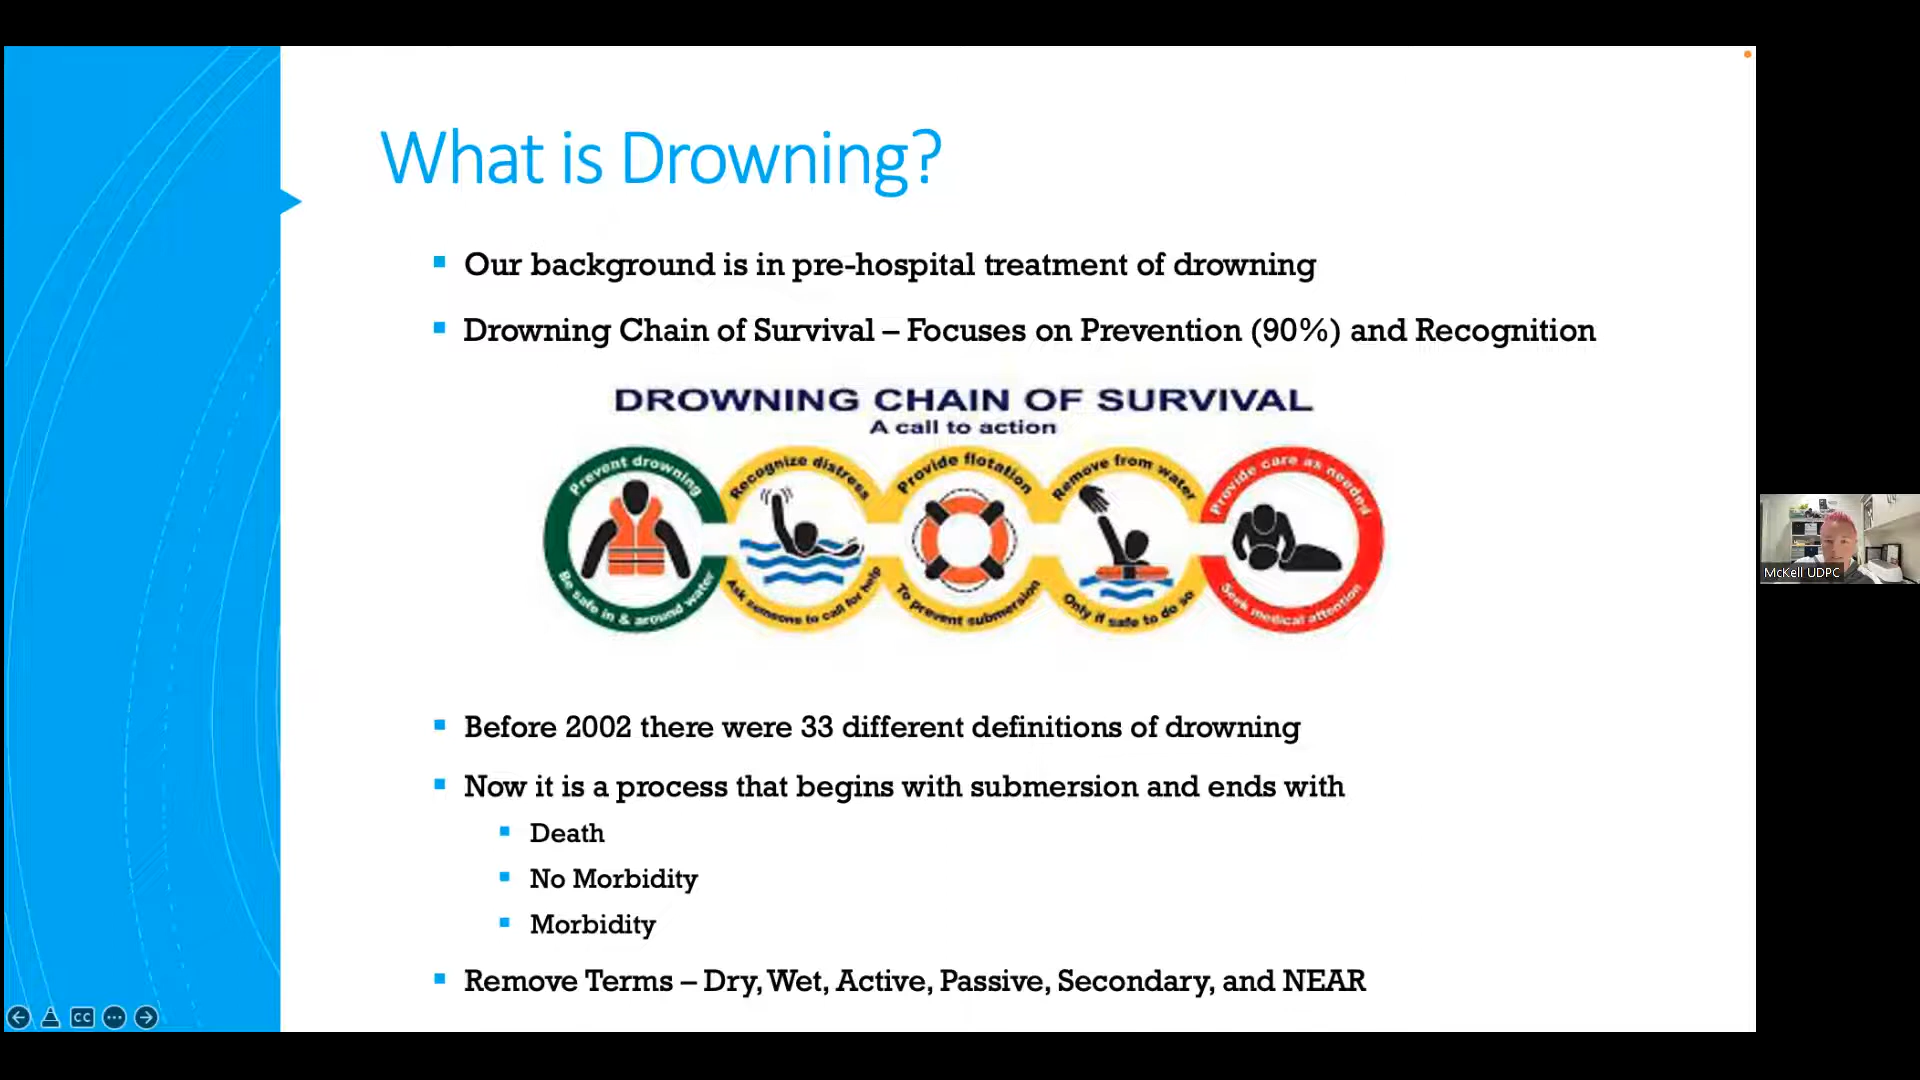 What is Drowning?
Our background is in pre-hospital treatment of drowning
Drowning Chain of Survival – Focuses on Prevention (90%) and Recognition
DROWNING CHAIN OF SURVIVAL
A call to action
Prevent drowning
Be safe in & around water
Recognize distress
Ask someone to call for help
Provide flotation
To prevent submersion
Remove from water
Only if safe to do so
Provide care as needed
Seek medical attention
Before 2002 there were 33 different definitions of drowning
Now it is a process that begins with submersion and ends with
Death
No Morbidity
Morbidity
Remove Terms – Dry, Wet, Active, Passive, Secondary, and NEAR
CC
McKell UDPC